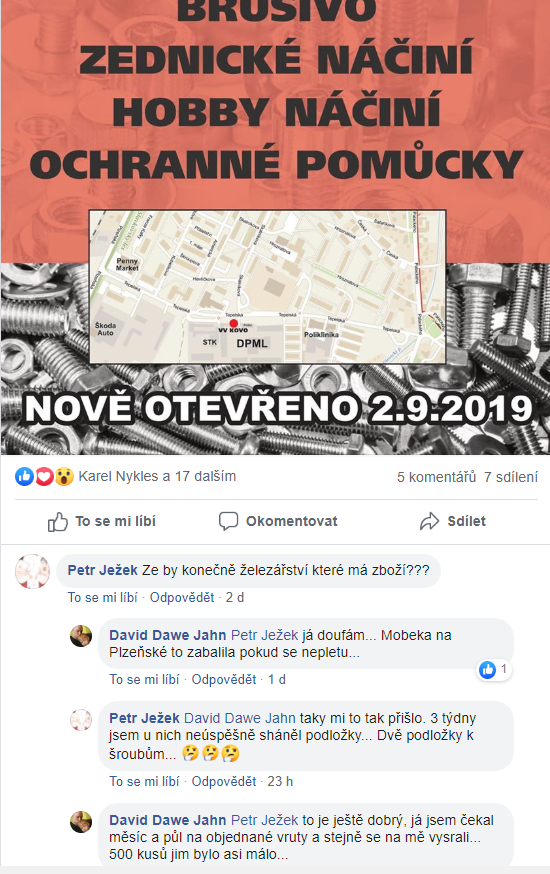 BRUSIVO
ZEDNICKÉ NÁČINÍ
HOBBY NÁČINÍ
OCHRANNÉ POMŮCKY
Penny
Market
Škoda
Auto
Tepelská
VV KOVO
STK
DPML
Poliklinika
NOVĚ OTEVŘENO 2.9.2019
Karel Nykles a 17 dalším
5 komentářů 7 sdílení
To se mi líbí
Okomentovat
Sdílet
Petr Ježek Ze by konečně železářství které má zboží???
To se mi líbí · Odpovědět · 2 d
David Dawe Jahn Petr Ježek já doufám... Mobeka na
Plzeňské to zabalila pokud se nepletu...
1
To se mi líbí · Odpovědět · 1 d
Petr Ježek David Dawe Jahn taky mi to tak přišlo. 3 týdny
jsem u nich neúspěšně sháněl podložky... Dvě podložky k
šroubům... 🤔🤔🤔
To se mi líbí · Odpovědět · 23 h
David Dawe Jahn Petr Ježek to je ještě dobrý, já jsem čekal
měsíc a půl na objednané vruty a stejně se na mě vysrali...
500 kusů jim bylo asi málo...